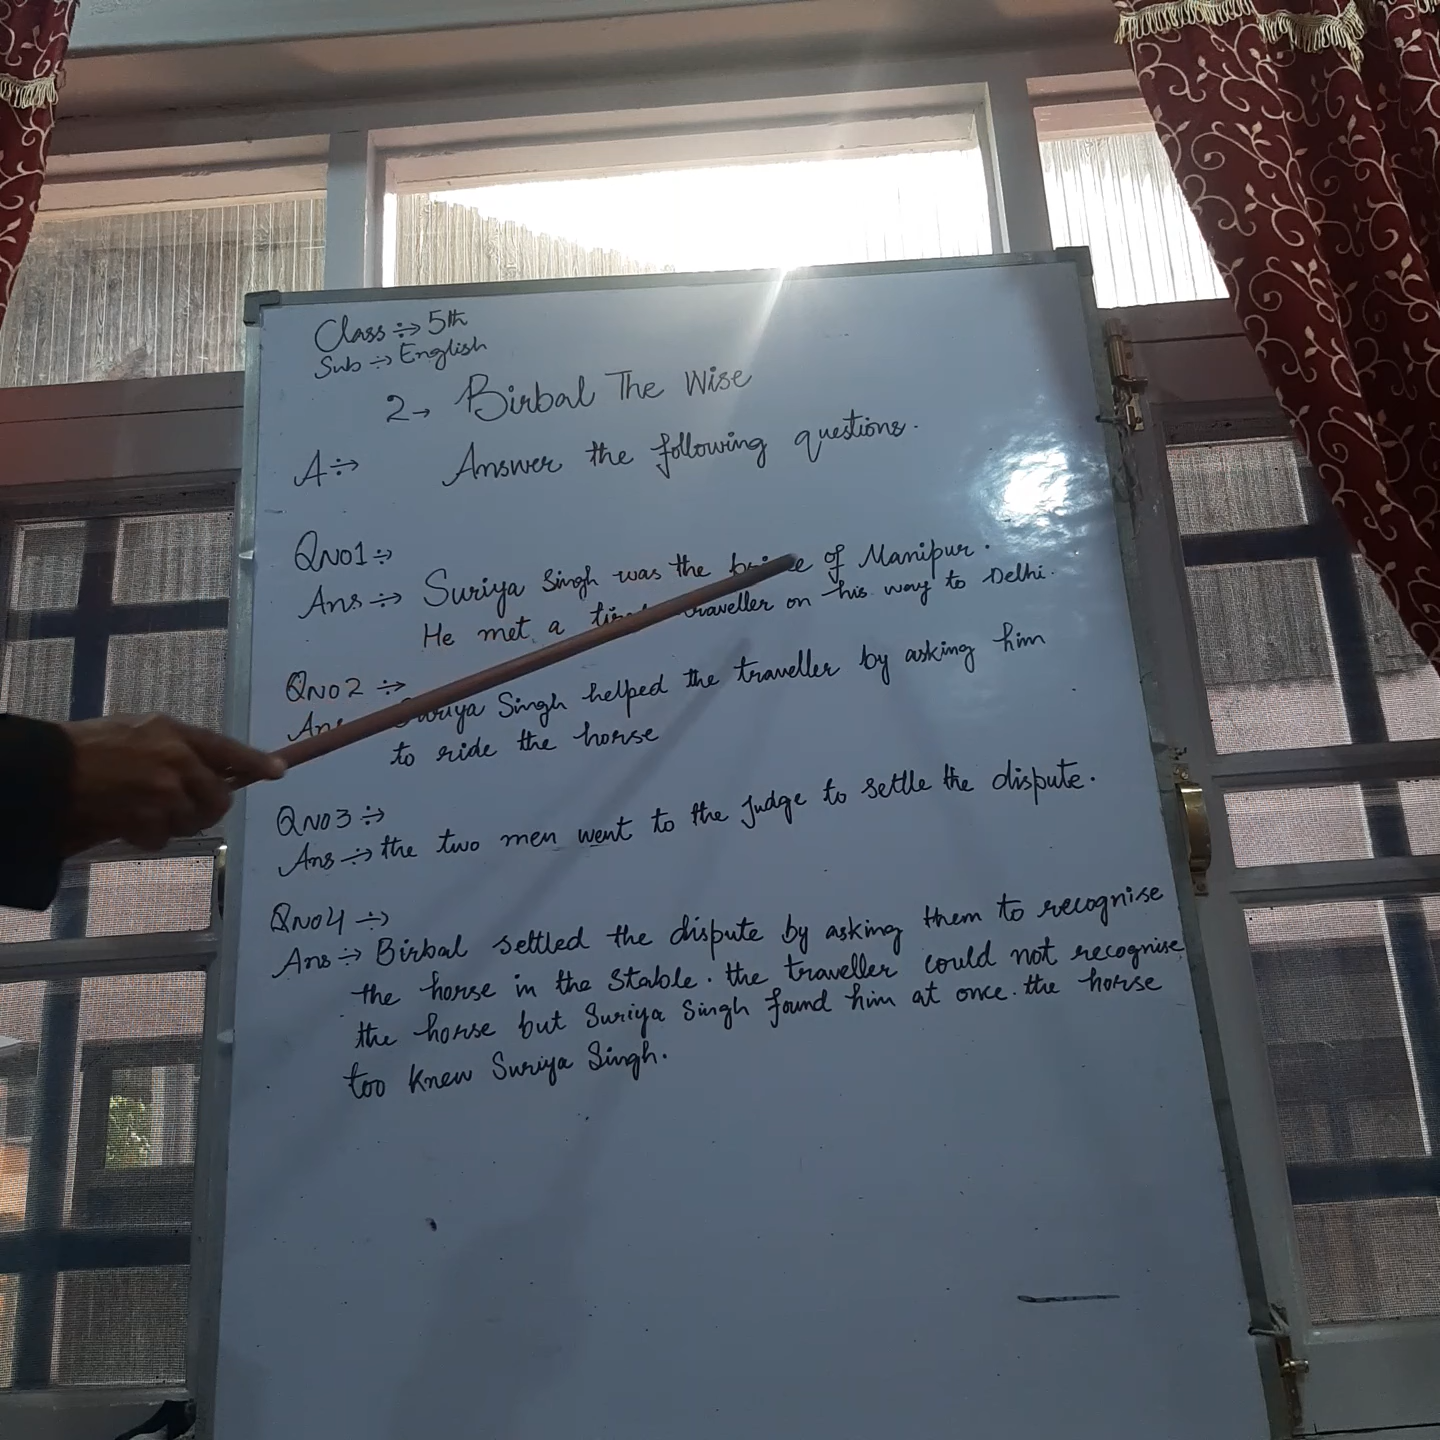 Class ÷> 5th
Sub ÷> English
2→ Birbal The Wise
A ÷> Answer the following questions.
QNo1 ÷>
Ans ÷> Suriya Singh was the of Manipur.
He met a traveller on his way to Delhi.
QNo2 ÷>
Ans Suriya Singh helped the traveller by asking him
to ride the horse
QNo3 ÷>
Ans ÷> the two men went to the Judge to settle the dispute.
QNo4 ÷>
Ans ÷> Birbal settled the dispute by asking them to recognise
the horse in the stable. the traveller could not recognise
the horse but Suriya Singh found him at once. the horse
too knew Suriya Singh.